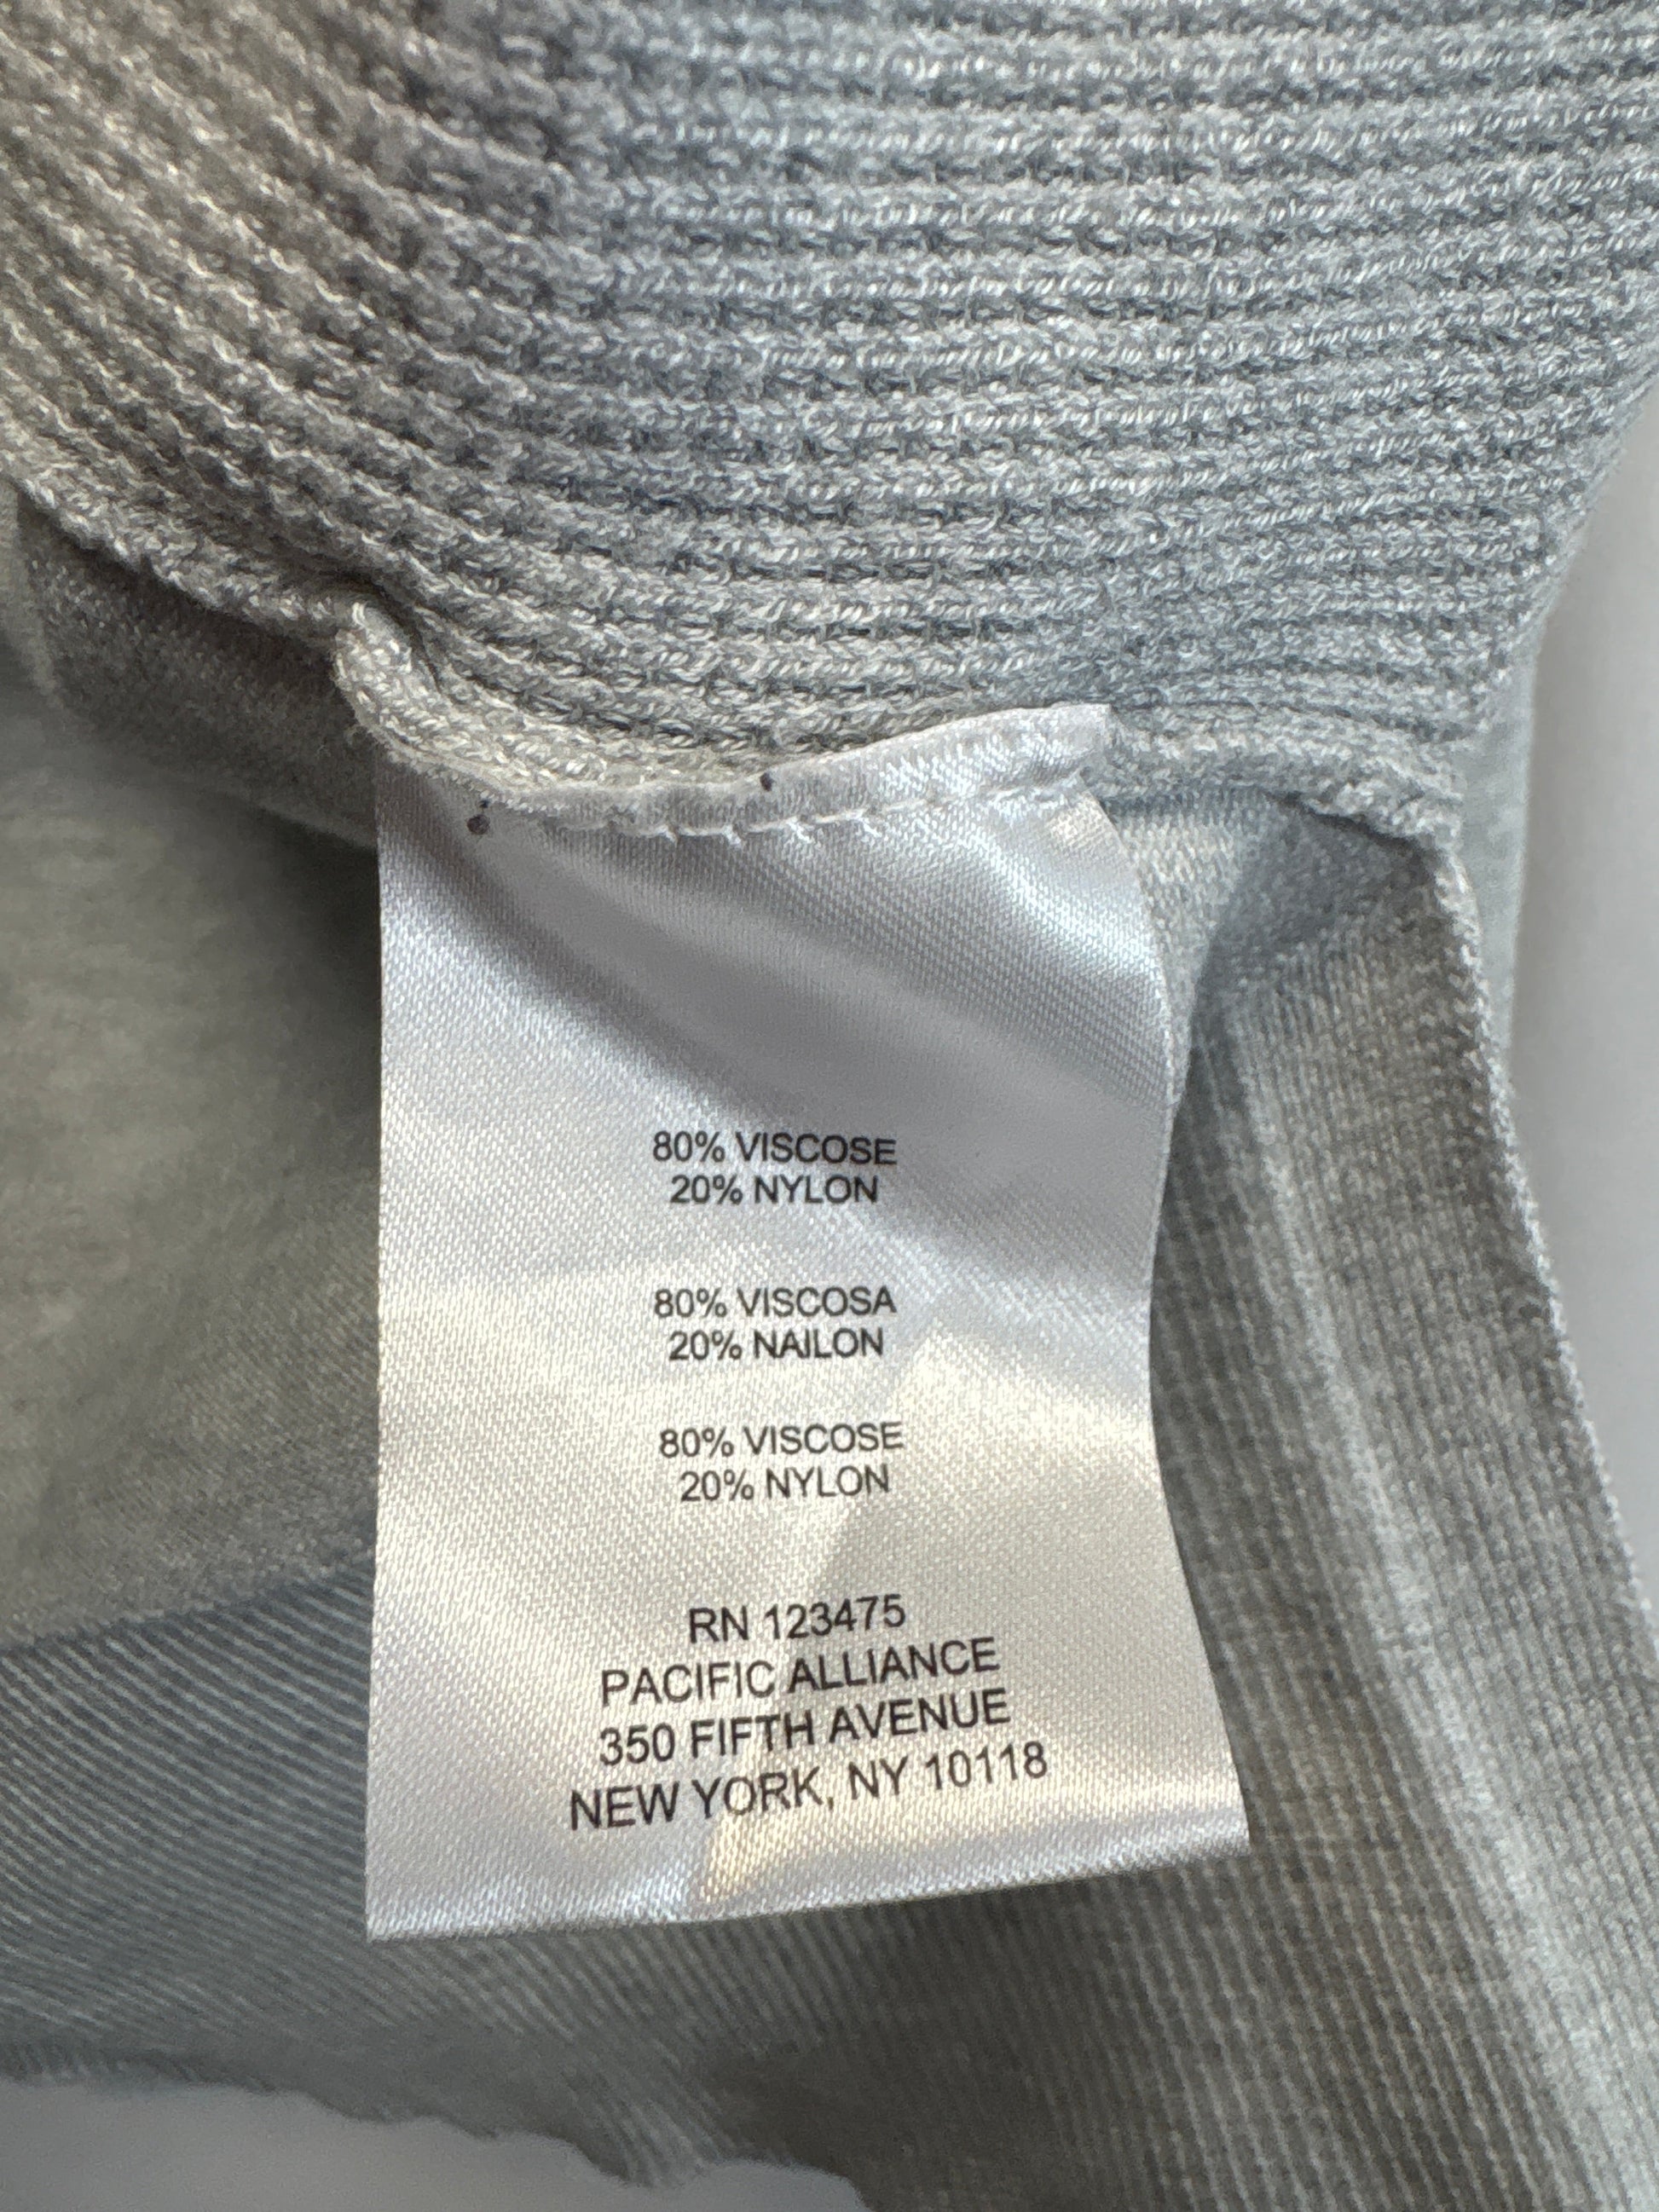 80% VISCOSE
20% NYLON
80% VISCOSA
20% NAILON
80% VISCOSE
20% NYLON
RN 123475
PACIFIC ALLIANCE
350 FIFTH AVENUE
NEW YORK, NY 10118